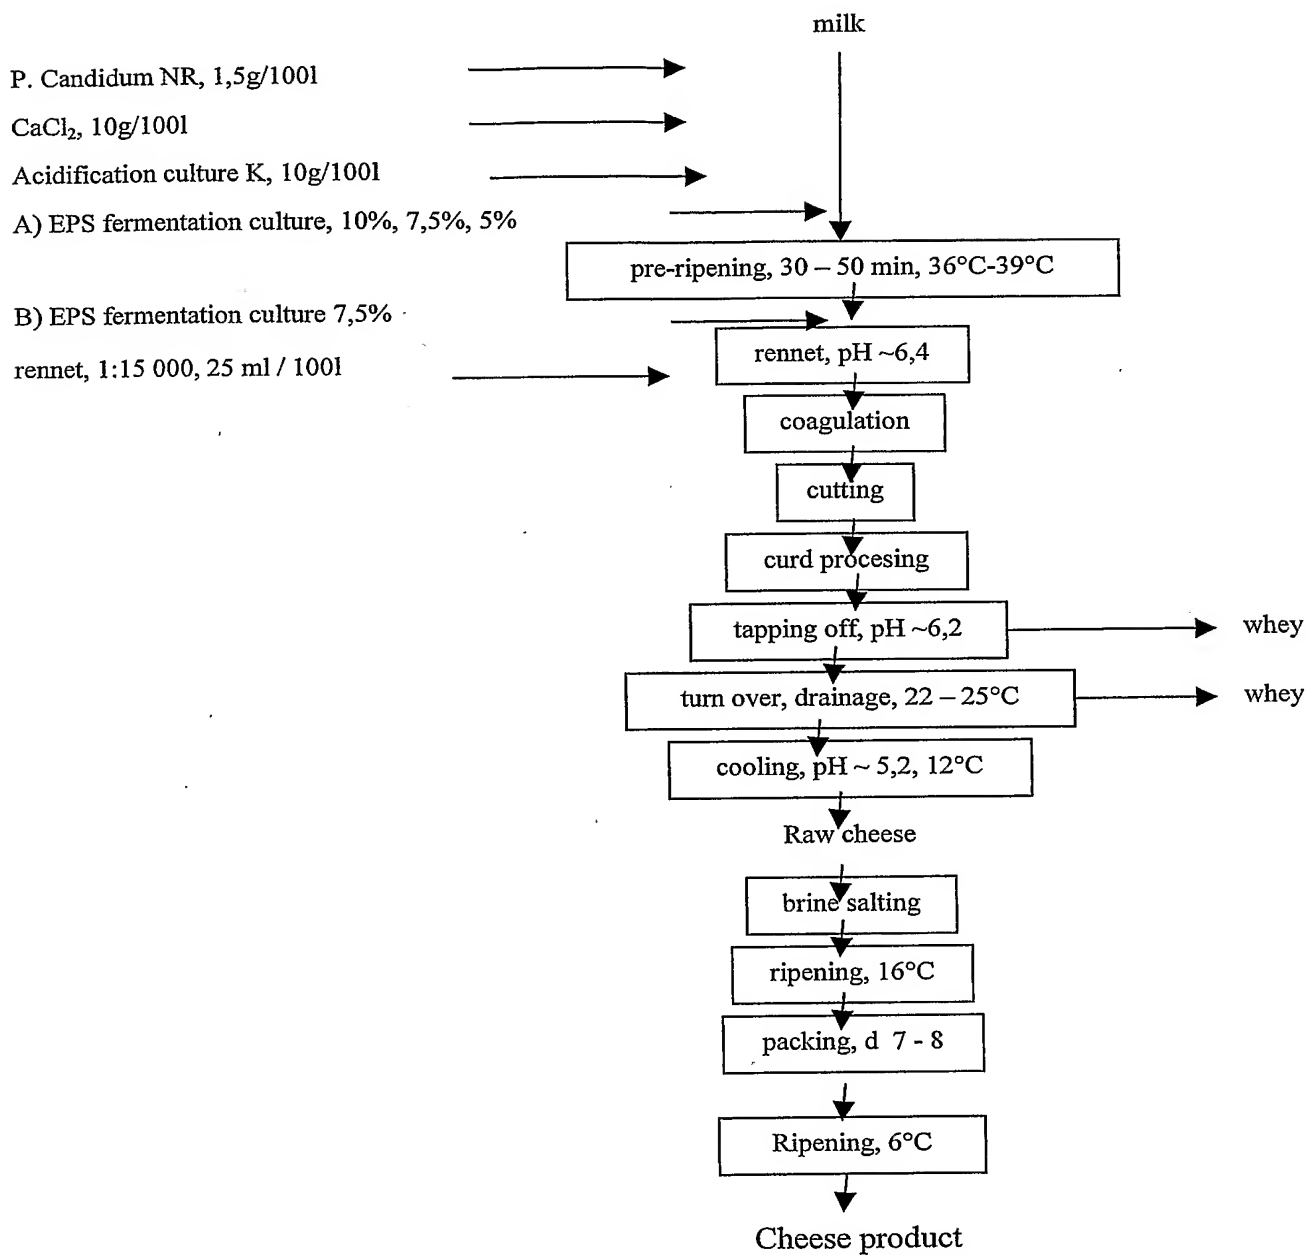 milk
P. Candidum NR, 1,5g/100l
CaCl₂, 10g/100l
Acidification culture K, 10g/100l
A) EPS fermentation culture, 10%, 7,5%, 5%
pre-ripening, 30 – 50 min, 36°C-39°C
B) EPS fermentation culture 7,5%
rennet, pH ~6,4
rennet, 1:15 000, 25 ml / 100l
coagulation
cutting
curd procesing
tapping off, pH ~6,2
whey
turn over, drainage, 22 – 25°C
whey
cooling, pH ~ 5,2, 12°C
Raw cheese
brine salting
ripening, 16°C
packing, d 7 - 8
Ripening, 6°C
Cheese product